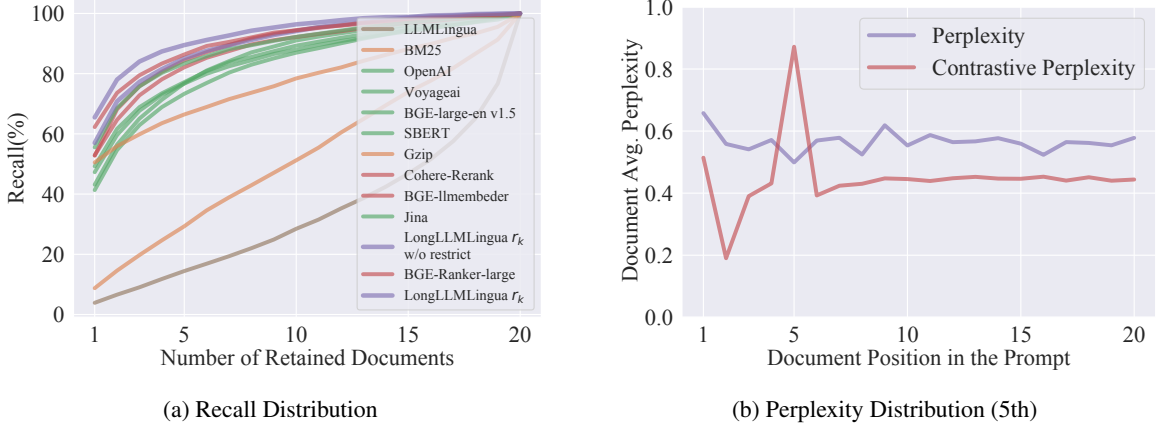 100
80
60
40
20
0
Recall(%)
1
5
10
15
20
Number of Retained Documents
LLMLingua
BM25
OpenAI
Voyageai
BGE-large-en v1.5
SBERT
Gzip
Cohere-Rerank
BGE-llmembeder
Jina
LongLLMLingua rₖ
w/o restrict
BGE-Ranker-large
LongLLMLingua rₖ
(a) Recall Distribution
1.0
0.8
0.6
0.4
0.2
0.0
Document Avg. Perplexity
1
5
10
15
20
Document Position in the Prompt
Perplexity
Contrastive Perplexity
(b) Perplexity Distribution (5th)